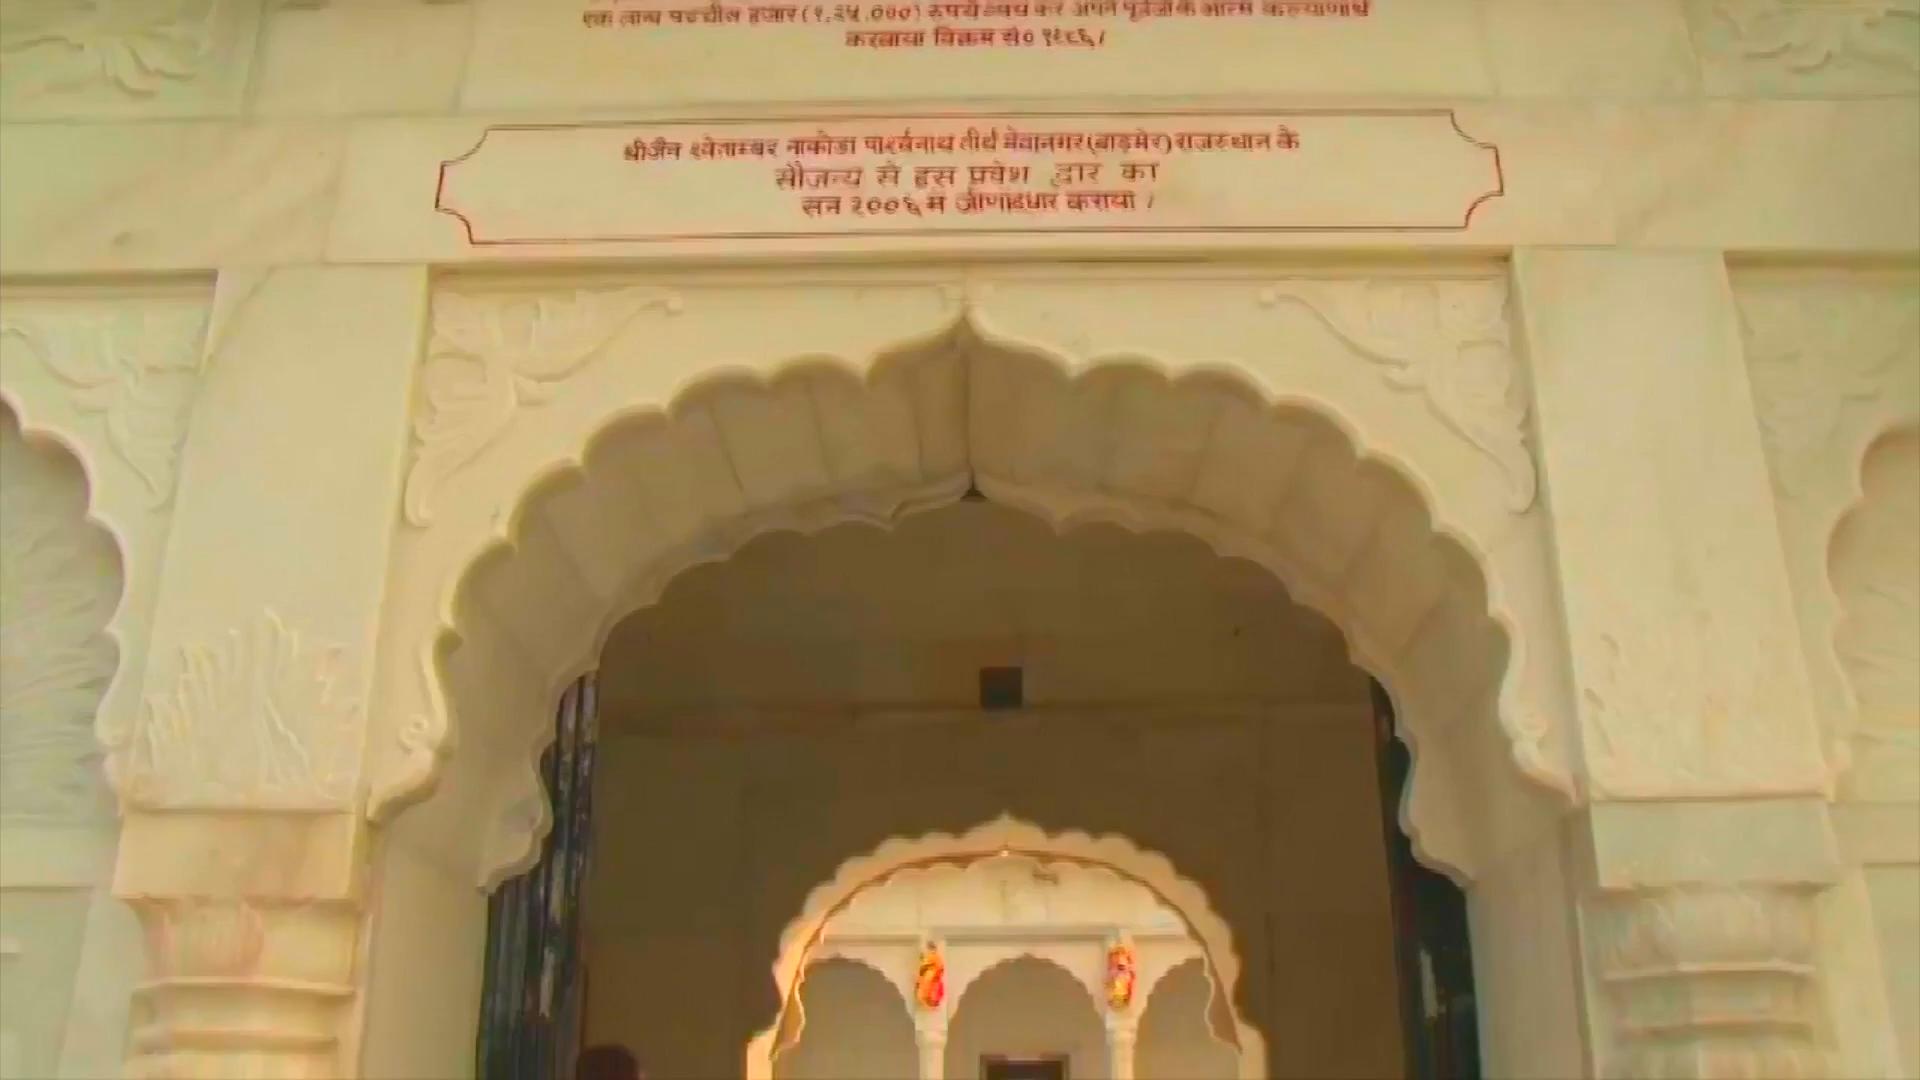 एक लाख पच्चीस हजार (१,२५,०००) रुपये व्यय कर अपने पूर्वजों के आत्म कल्याणार्थ
करवाया विक्रम सं० १९८६।
श्री जैन श्वेताम्बर नाकोडा पार्श्वनाथ तीर्थ मेवानगर (बाड़मेर) राजस्थान के
सौजन्य से इस प्रवेश द्वार का
सन २००६ में जीर्णोद्धार कराया।